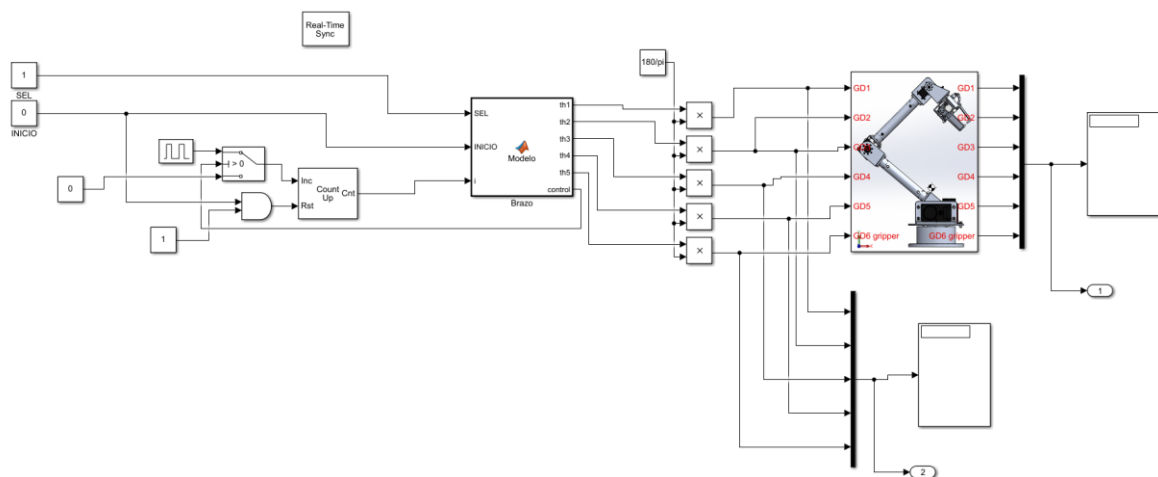 Real-Time
Sync
1
SEL
0
INICIO
0
1
> 0
Inc
Rst
Count
Up
Cnt
SEL
INICIO
i
Modelo
th1
th2
th3
th4
th5
control
Brazo
180/pi
×
×
×
×
×
GD1
GD2
GD4
GD5
GD6 gripper
GD1
GD2
GD3
GD4
GD5
GD6 gripper
1
2